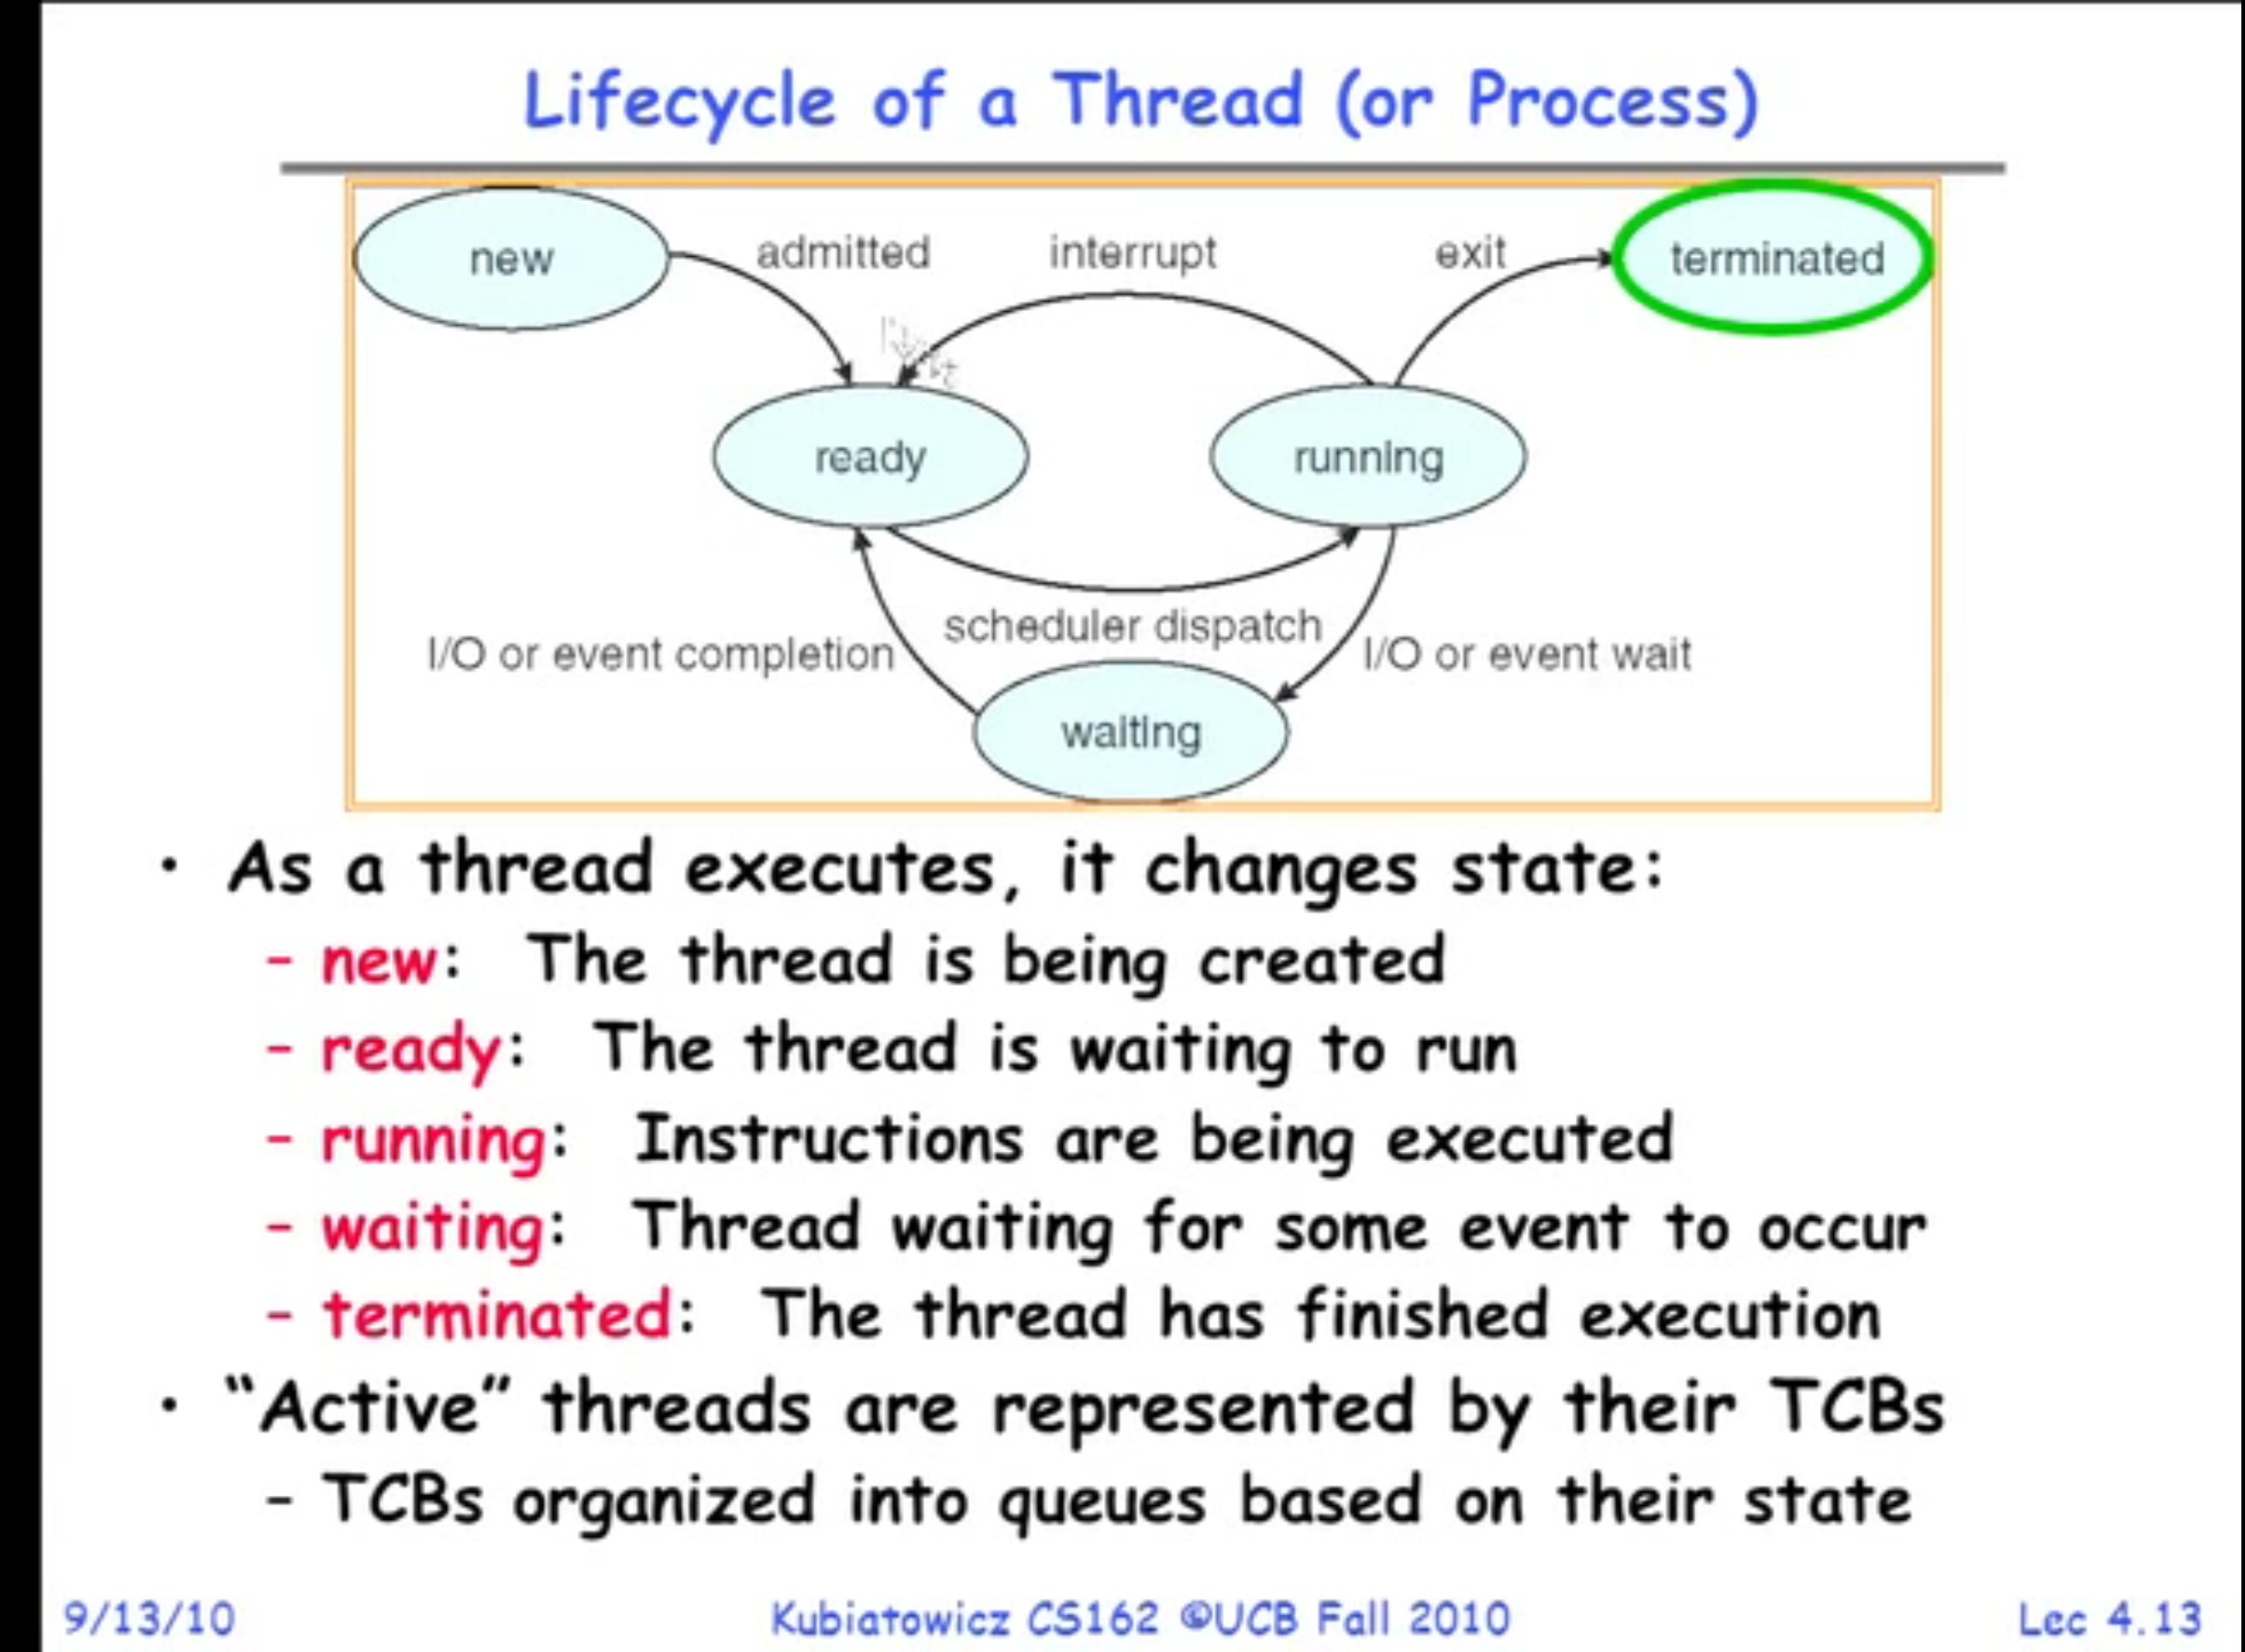 Lifecycle of a Thread (or Process)
new
admitted
interrupt
exit
terminated
ready
running
scheduler dispatch
I/O or event completion
I/O or event wait
waiting
• As a thread executes, it changes state:
– new: The thread is being created
– ready: The thread is waiting to run
– running: Instructions are being executed
– waiting: Thread waiting for some event to occur
– terminated: The thread has finished execution
• “Active” threads are represented by their TCBs
– TCBs organized into queues based on their state
9/13/10
Kubiatowicz CS162 ©UCB Fall 2010
Lec 4.13